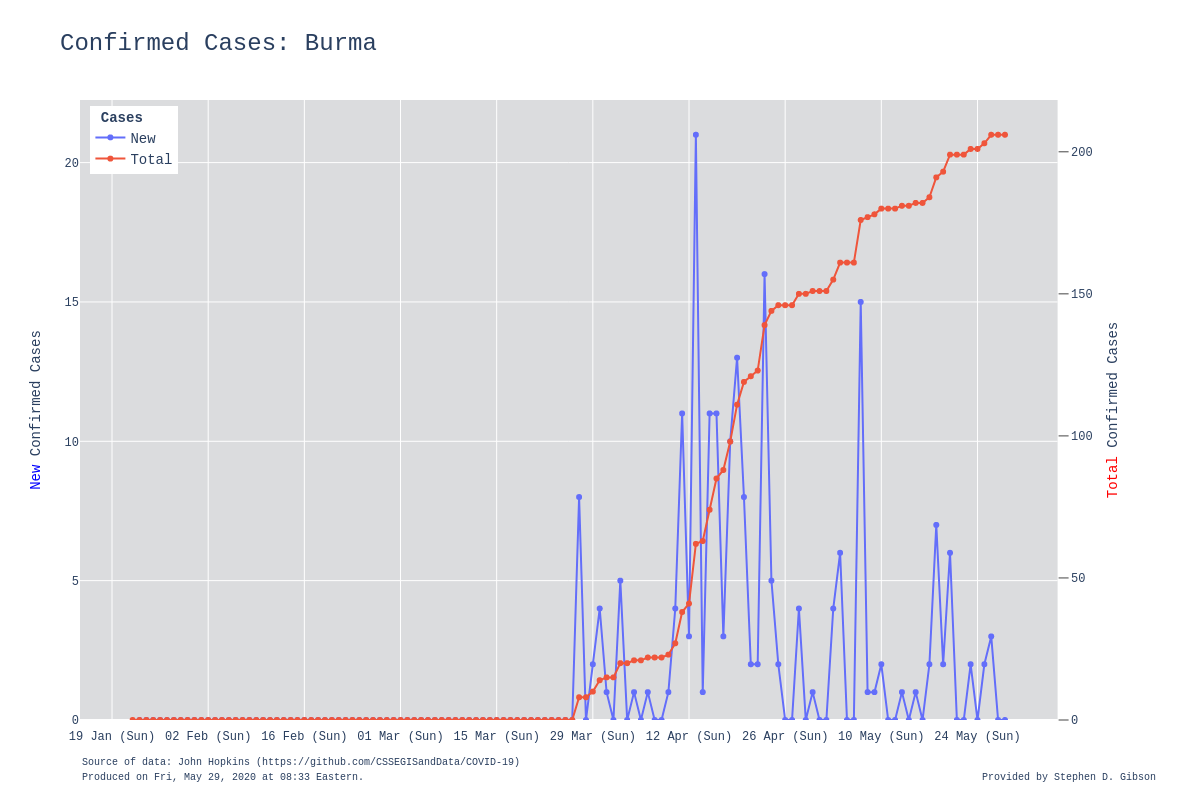 Confirmed Cases: Burma
Cases
New
Total
20
15
10
5
0
200
150
100
50
0
New Confirmed Cases
Total Confirmed Cases
19 Jan (Sun) 02 Feb (Sun) 16 Feb (Sun) 01 Mar (Sun) 15 Mar (Sun) 29 Mar (Sun) 12 Apr (Sun) 26 Apr (Sun) 10 May (Sun) 24 May (Sun)
Source of data: John Hopkins (https://github.com/CSSEGISandData/COVID-19)
Produced on Fri, May 29, 2020 at 08:33 Eastern.
Provided by Stephen D. Gibson